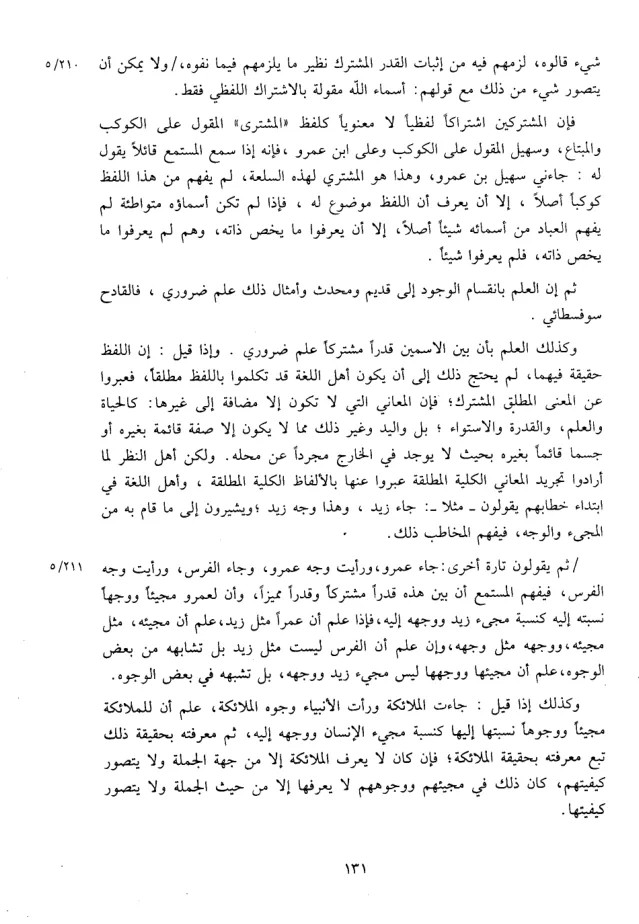 شيء قالوه، لزمهم فيه من إثبات القدر المشترك نظير ما يلزمهم فيما نفوه،/ولا يمكن أن ٥/٢١٠
يتصور شيء من ذلك مع قولهم: أسماء الله مقولة بالاشتراك اللفظي فقط.
فإن المشتركين اشتراكاً لفظياً لا معنوياً كلفظ «المشترى» المقول على الكوكب
والمبتاع، وسهيل المقول على الكوكب وعلى ابن عمرو ،فإنه إذا سمع المستمع قائلاً يقول
له : جاءني سهيل بن عمرو، وهذا هو المشتري لهذه السلعة، لم يفهم من هذا اللفظ
كوكباً أصلاً ، إلا أن يعرف أن اللفظ موضوع له ، فإذا لم تكن أسماؤه متواطئة لم
يفهم العباد من أسمائه شيئاً أصلاً، إلا أن يعرفوا ما يخص ذاته، وهم لم يعرفوا ما
يخص ذاته، فلم يعرفوا شيئاً .
ثم إن العلم بانقسام الوجود إلى قديم ومحدث وأمثال ذلك علم ضروري ، فالقادح
سوفسطائي .
وكذلك العلم بأن بين الاسمين قدراً مشتركاً علم ضروري . وإذا قيل : إن اللفظ
حقيقة فيهما، لم يحتج ذلك إلى أن يكون أهل اللغة قد تكلموا باللفظ مطلقاً، فعبروا
عن المعنى المطلق المشترك؛ فإن المعاني التي لا تكون إلا مضافة إلى غيرها: كالحياة
والعلم، والقدرة والاستواء ؛ بل واليد وغير ذلك مما لا يكون إلا صفة قائمة بغيره أو
جسما قائماً بغيره بحيث لا يوجد في الخارج مجرداً عن محله. ولكن أهل النظر لما
أرادوا تجريد المعاني الكلية المطلقة عبروا عنها بالألفاظ الكلية المطلقة ، وأهل اللغة في
ابتداء خطابهم يقولون ـ مثلا ـ: جاء زيد ، وهذا وجه زيد ؛ويشيرون إلى ما قام به من
المجىء والوجه، فيفهم المخاطب ذلك.
/ ثم يقولون تارة أخرى:جاء عمرو،ورأيت وجه عمرو، وجاء الفرس، ورأيت وجه ٥/٢١١
الفرس، فيفهم المستمع أن بين هذه قدراً مشتركاً وقدراً مميزاً، وأن لعمرو مجيئاً ووجهاً
نسبته إليه كنسبة مجىء زيد ووجهه إليه،فإذا علم أن عمراً مثل زيد،علم أن مجيئه، مثل
مجيئه،ووجهه مثل وجهه،وإن علم أن الفرس ليست مثل زيد بل تشابهه من بعض
الوجوه،علم أن مجيئها ووجهها ليس مجيء زيد ووجهه، بل تشبهه في بعض الوجوه.
وكذلك إذا قيل : جاءت الملائكة ورأت الأنبياء وجوه الملائكة، علم أن للملائكة
مجيئاً ووجوهاً نسبتها إليها كنسبة مجيء الإنسان ووجهه إليه، ثم معرفته بحقيقة ذلك
تبع معرفته بحقيقة الملائكة؛ فإن كان لا يعرف الملائكة إلا من جهة الجملة ولا يتصور
كيفيتهم، كان ذلك في مجيئهم ووجوههم لا يعرفها إلا من حيث الجملة ولا يتصور
كيفيتها.
١٣١